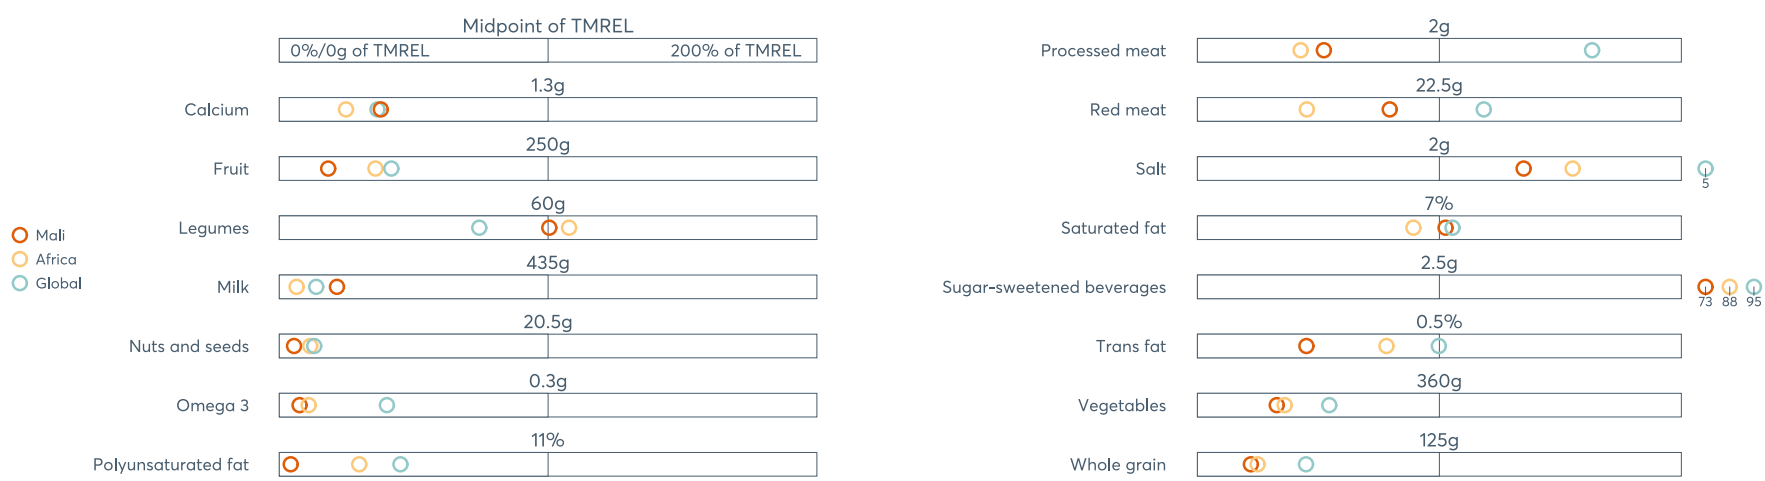 Midpoint of TMREL
0%/0g of TMREL 200% of TMREL
1.3g
Calcium
250g
Fruit
60g
Legumes
435g
Milk
20.5g
Nuts and seeds
0.3g
Omega 3
11%
Polyunsaturated fat
Mali
Africa
Global
2g
Processed meat
22.5g
Red meat
2g
Salt
5
7%
Saturated fat
2.5g
Sugar-sweetened beverages
73 88 95
0.5%
Trans fat
360g
Vegetables
125g
Whole grain